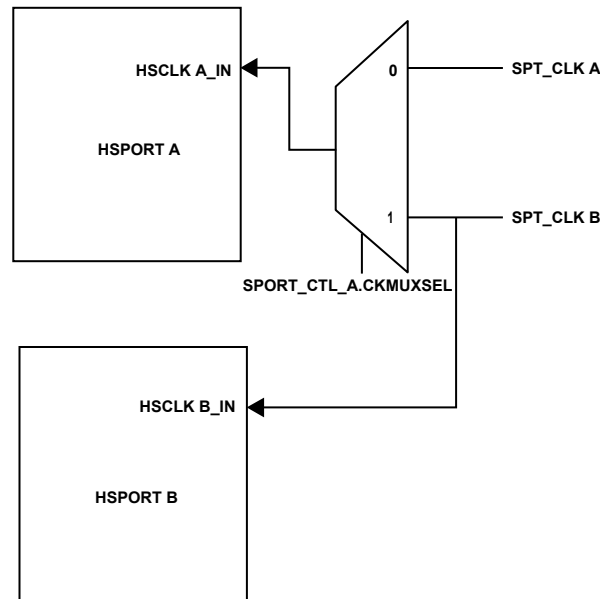 HSCLK A_IN
0
SPT_CLK A
HSPORT A
1
SPT_CLK B
SPORT_CTL_A.CKMUXSEL
HSCLK B_IN
HSPORT B